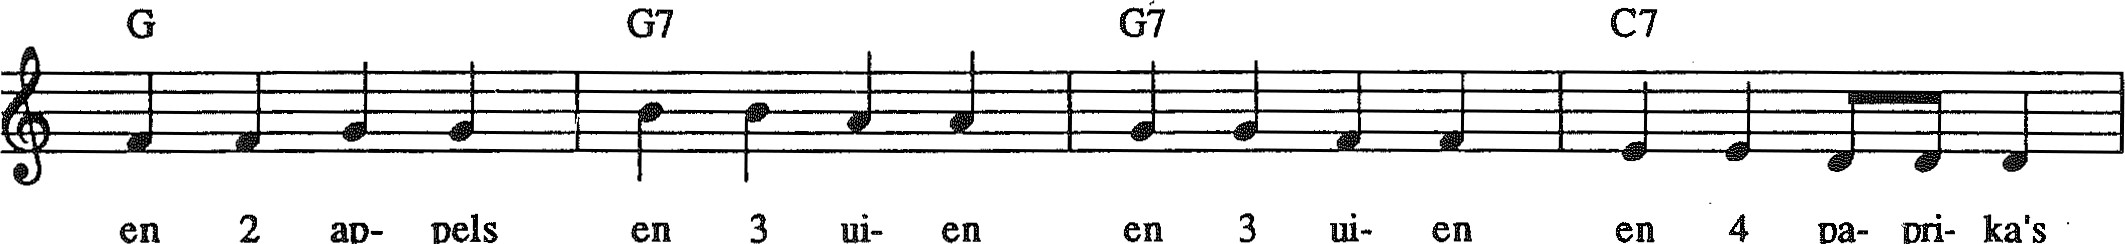 G G7 G7 C7
en 2 ap- pels en 3 ui- en en 3 ui- en en 4 pa- pri- ka's